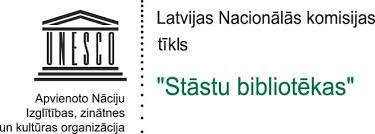 UNESCO
Apvienoto Nāciju
Izglītības, zinātnes
un kultūras organizācija
Latvijas Nacionālās komisijas
tīkls
"Stāstu bibliotēkas"